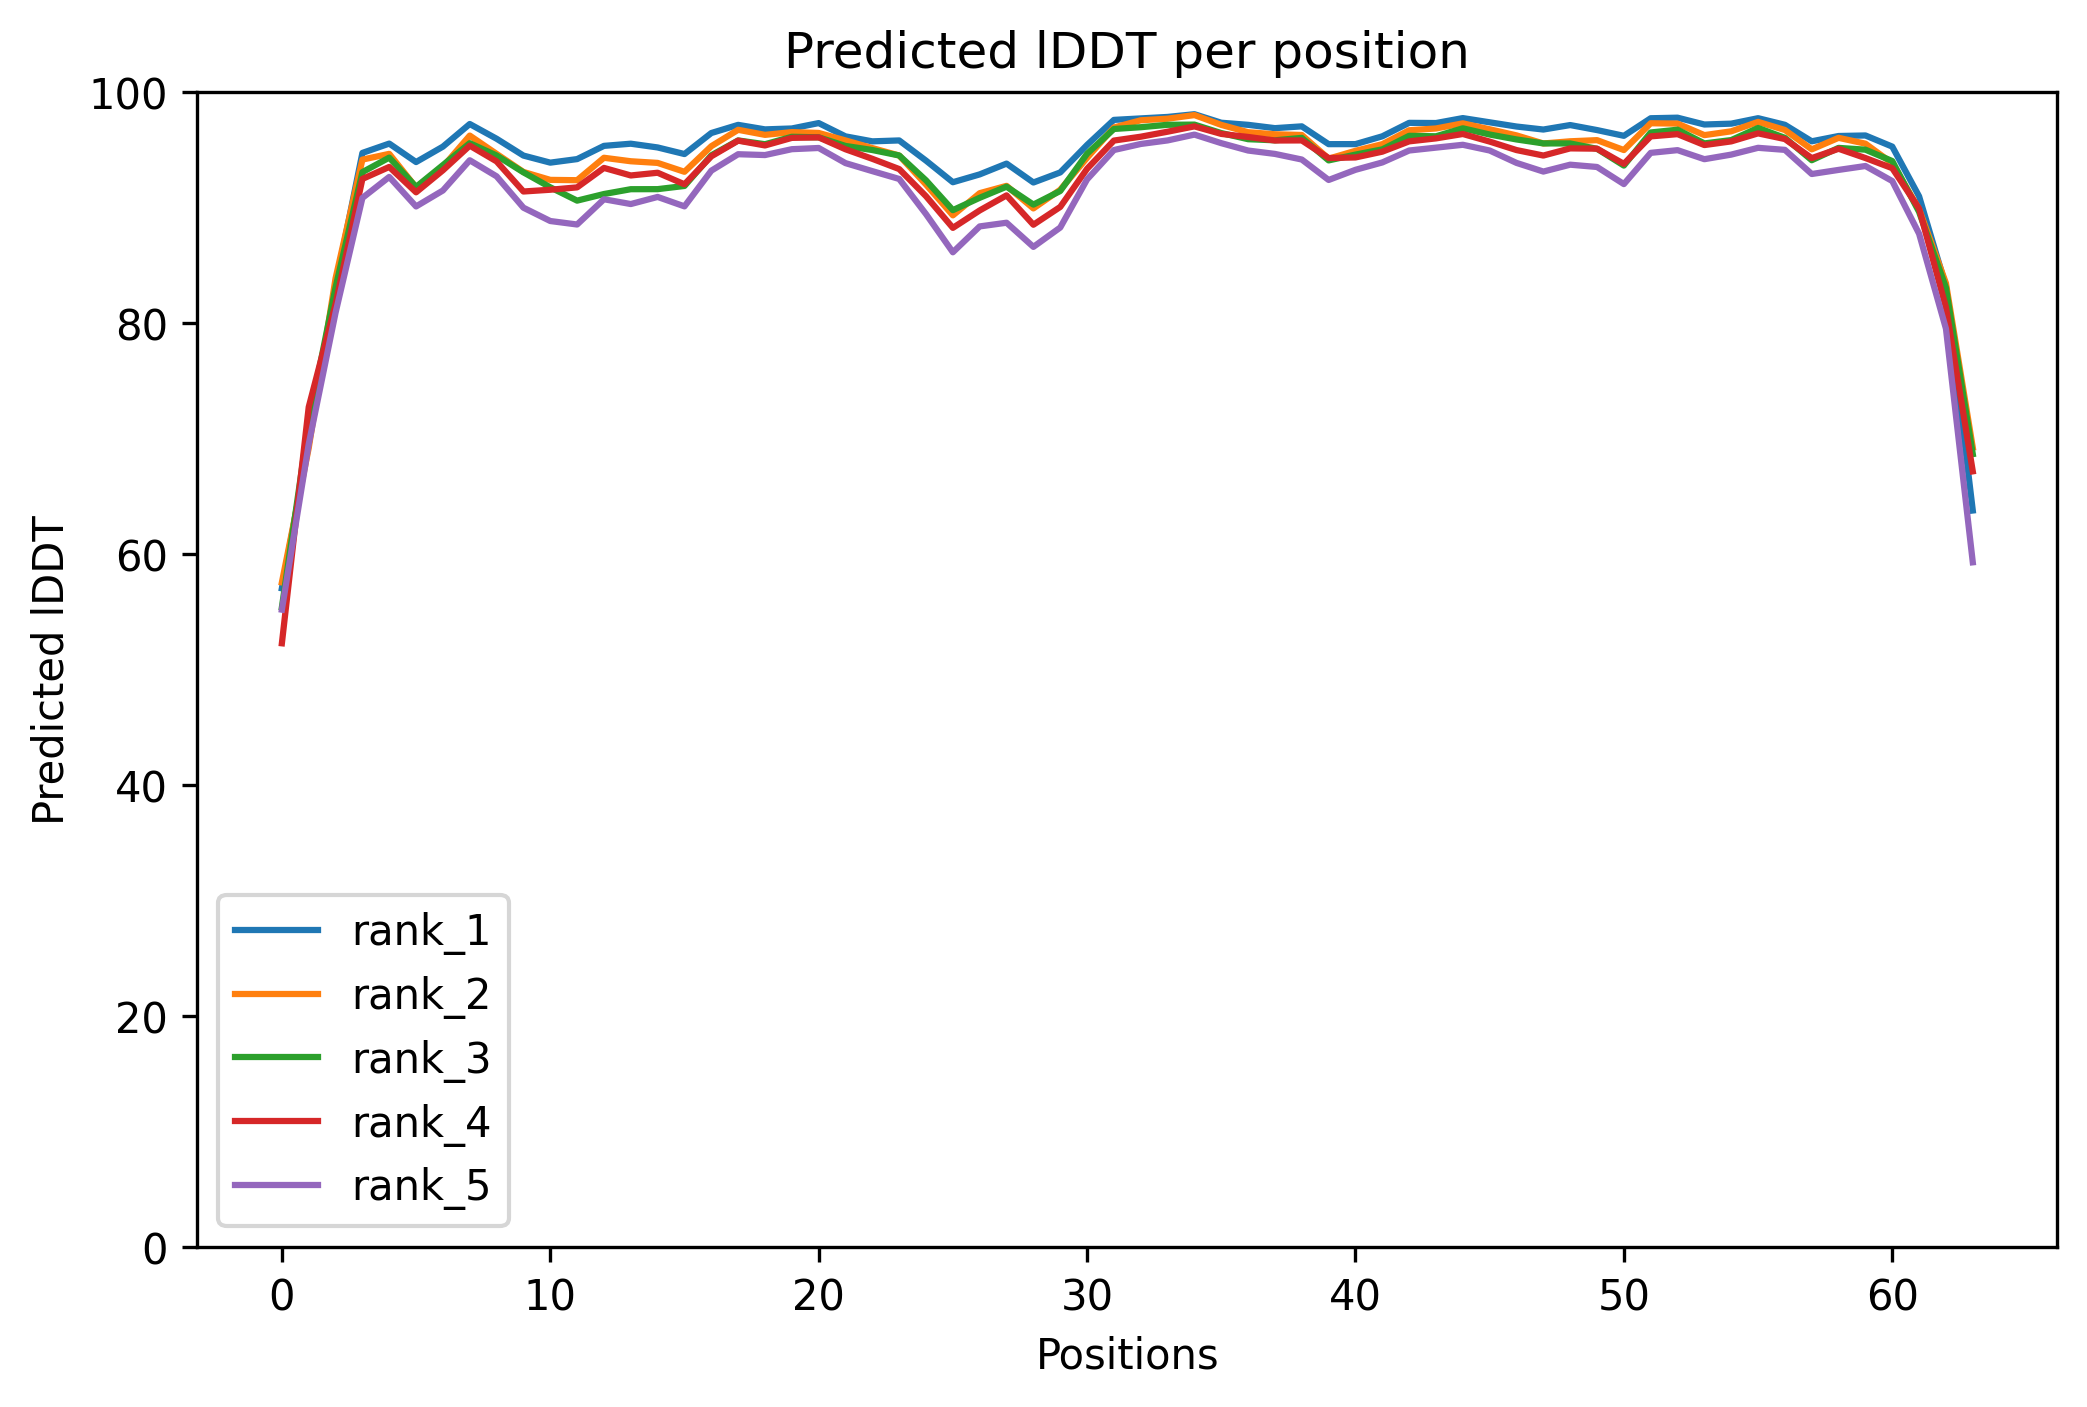 Predicted lDDT per position
100
80
60
40
20
0
Predicted lDDT
rank_1
rank_2
rank_3
rank_4
rank_5
0 10 20 30 40 50 60
Positions